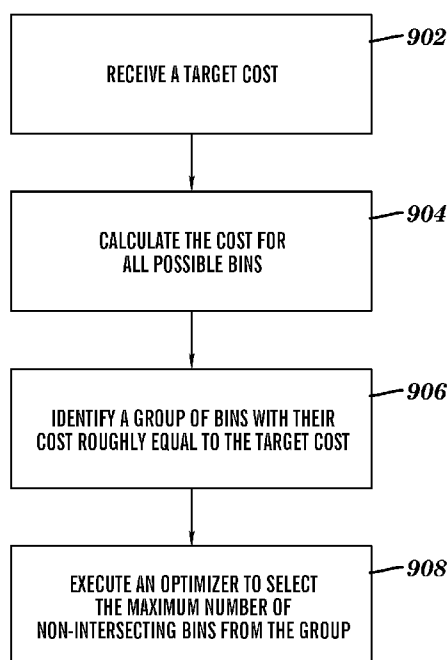 902
RECEIVE A TARGET COST
904
CALCULATE THE COST FOR
ALL POSSIBLE BINS
906
IDENTIFY A GROUP OF BINS WITH THEIR
COST ROUGHLY EQUAL TO THE TARGET COST
908
EXECUTE AN OPTIMIZER TO SELECT
THE MAXIMUM NUMBER OF
NON-INTERSECTING BINS FROM THE GROUP